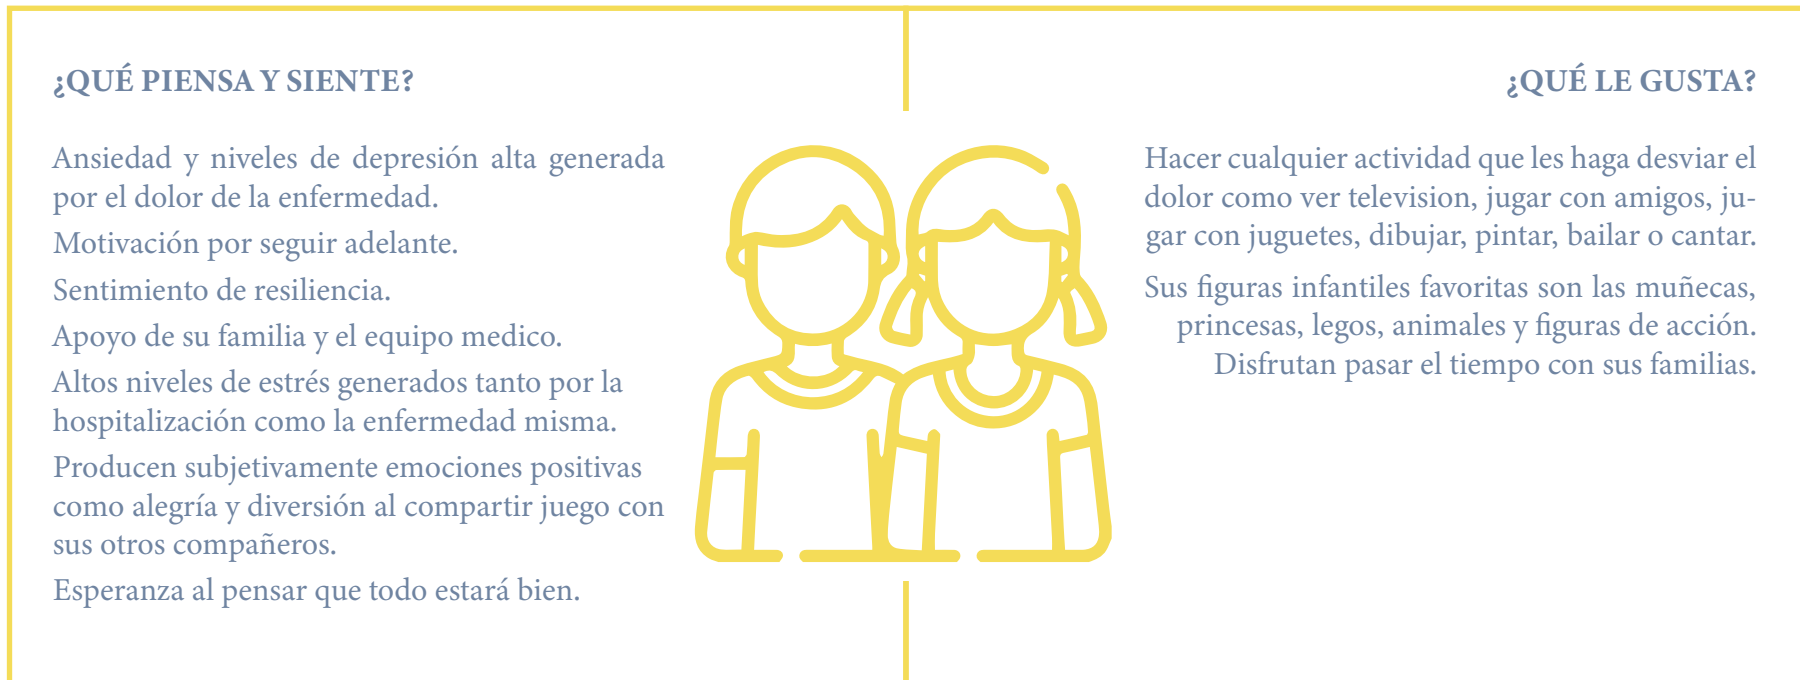 ¿QUÉ PIENSA Y SIENTE?
Ansiedad y niveles de depresión alta generada
por el dolor de la enfermedad.
Motivación por seguir adelante.
Sentimiento de resiliencia.
Apoyo de su familia y el equipo medico.
Altos niveles de estrés generados tanto por la
hospitalización como la enfermedad misma.
Producen subjetivamente emociones positivas
como alegría y diversión al compartir juego con
sus otros compañeros.
Esperanza al pensar que todo estará bien.
¿QUÉ LE GUSTA?
Hacer cualquier actividad que les haga desviar el
dolor como ver television, jugar con amigos, ju-
gar con juguetes, dibujar, pintar, bailar o cantar.
Sus figuras infantiles favoritas son las muñecas,
princesas, legos, animales y figuras de acción.
Disfrutan pasar el tiempo con sus familias.